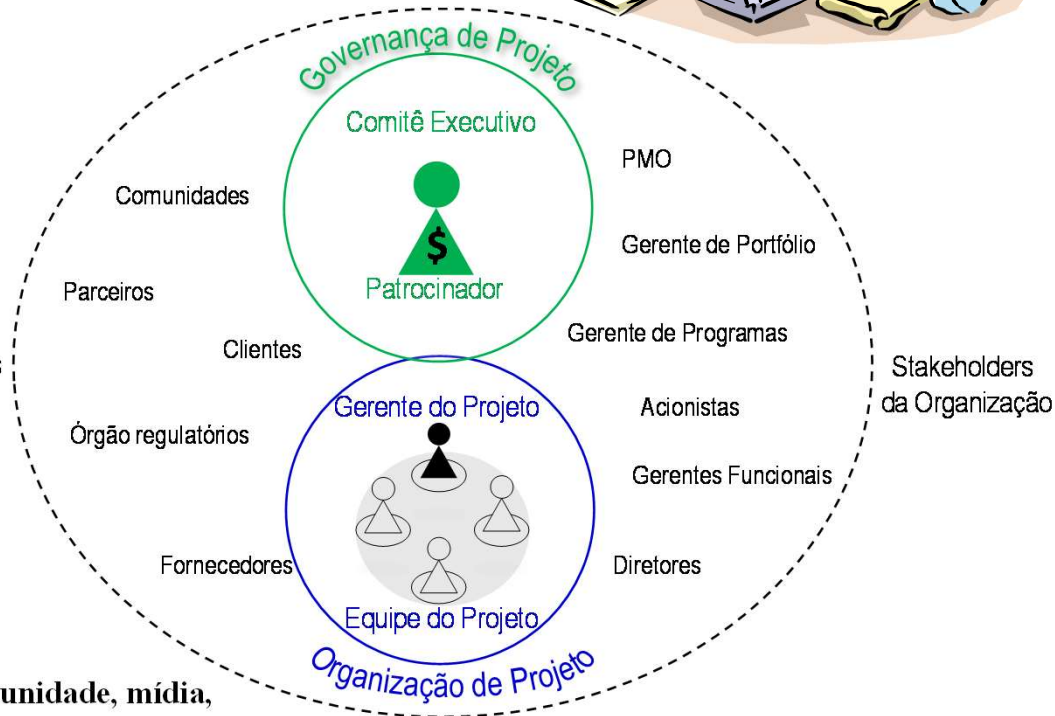 Governança de Projeto
Comitê Executivo
$
Patrocinador
Comunidades
Parceiros
Clientes
Órgão regulatórios
Fornecedores
PMO
Gerente de Portfólio
Gerente de Programas
Acionistas
Gerentes Funcionais
Diretores
Stakeholders
da Organização
Gerente do Projeto
Equipe do Projeto
Organização de Projeto
unidade, mídia,